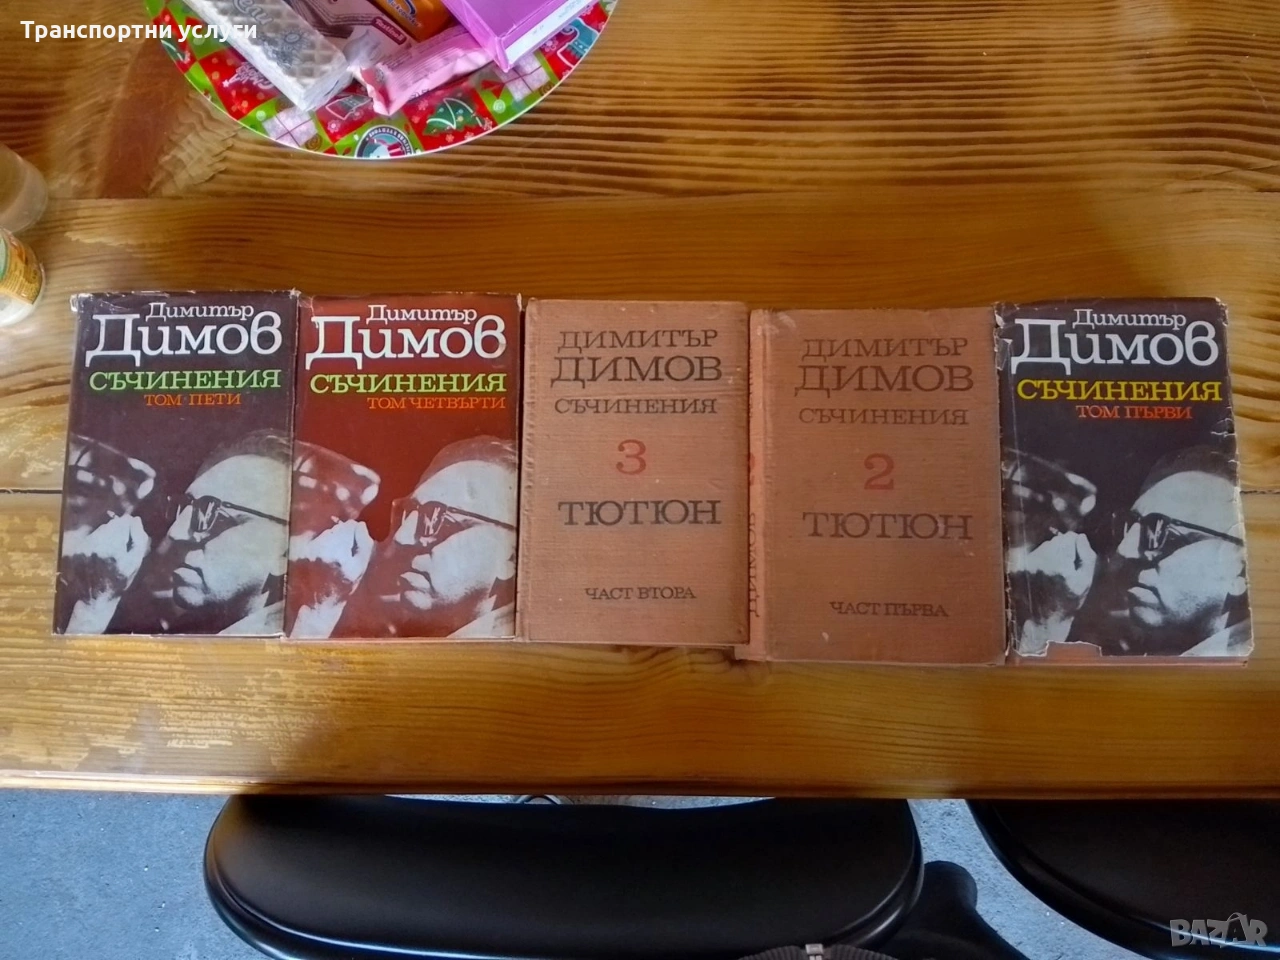 Транспортни услуги
Димитър
Димов
СЪЧИНЕНИЯ
ТОМ ПЕТИ
Димитър
Димов
СЪЧИНЕНИЯ
ТОМ ЧЕТВЪРТИ
ДИМИТЪР
ДИМОВ
СЪЧИНЕНИЯ
3
ТЮТЮН
ЧАСТ ВТОРА
ДИМИТЪР
ДИМОВ
СЪЧИНЕНИЯ
2
ТЮТЮН
ЧАСТ ПЪРВА
Димитър
Димов
СЪЧИНЕНИЯ
ТОМ ПЪРВИ
BAZAR